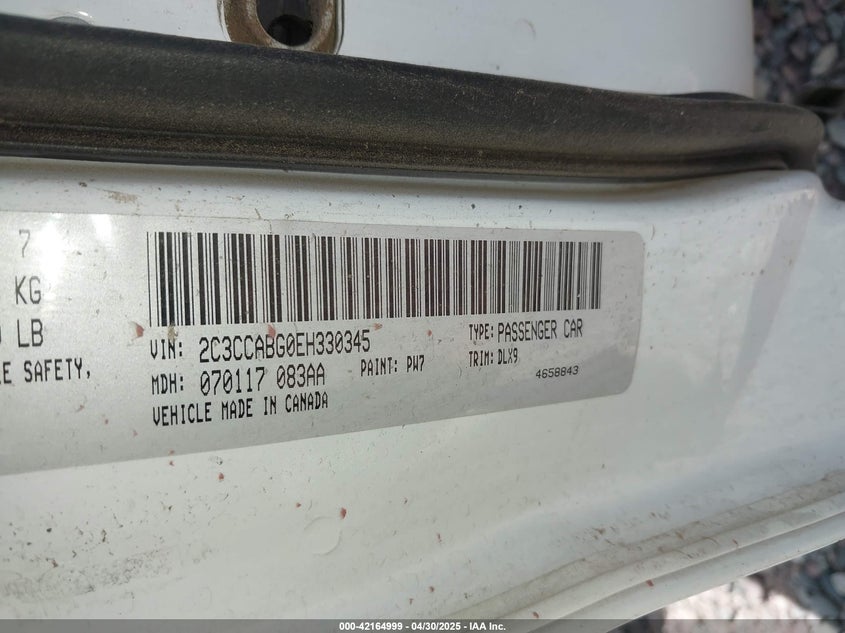 7
KG
LB
E SAFETY,
VIN: 2C3CCABG0EH330345
TYPE: PASSENGER CAR
MDH: 070117 083AA
PAINT: PW7
TRIM: DLX9
VEHICLE MADE IN CANADA
4658843
000-42164999 - 04/30/2025 - IAA Inc.